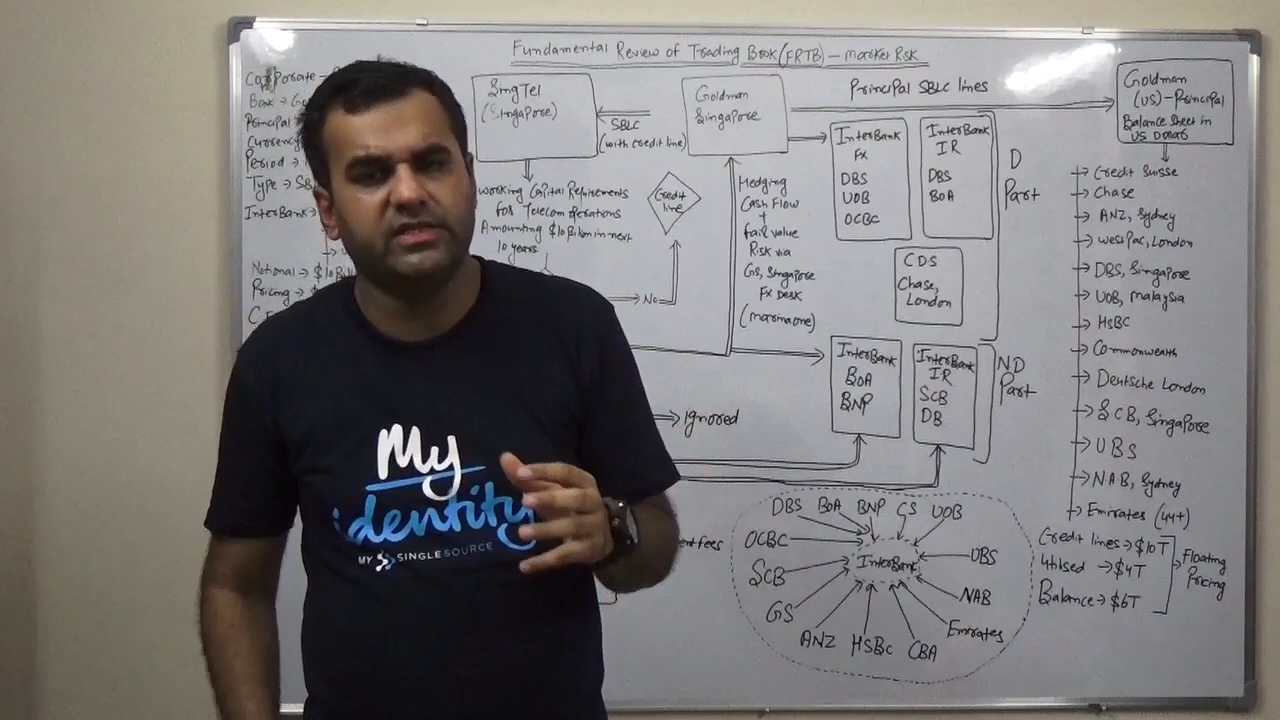 Fundamental Review of Trading Book (FRTB) - Market Risk
Corporate -
Bank → Go
Principal
Currency
Period →
Type → SB
InterBank →
Notional → $10 Bill
Pricing → $
SingTel
(Singapore)
SBLC
(with credit line)
Goldman
Singapore
Principal SBLC lines
Goldman
(US) - Principal
Balance Sheet in
US
working Capital Requirements
for Telecom operations
Amounting $10 Billion in next
10 years
Credit
line
No
Hedging
Cash Flow
+
fair value
Risk via
GS, Singapore
FX Desk
InterBank
FX
DBS
UOB
OCBC
InterBank
IR
DBS
BOA
CDS
Chase,
London
D
Part
InterBank
BOA
BNP
InterBank
IR
SCB
DB
ND
Part
Ignored
Credit Suisse
Chase
ANZ, Sydney
WestPac, London
DBS, Singapore
UOB, Malaysia
HSBC
Commonwealth
Deutsche London
SCB, Singapore
UBS
NAB, Sydney
Emirates (44+)
Credit lines → $10T
Utilised → $4T
Balance → $6T
Floating
Pricing
DBS BOA BNP CS UOB
OCBC
SCB
GS
ANZ HSBC CBA
Emirates
NAB
UBS
InterBank
fees
My
identity
MY SINGLESOURCE